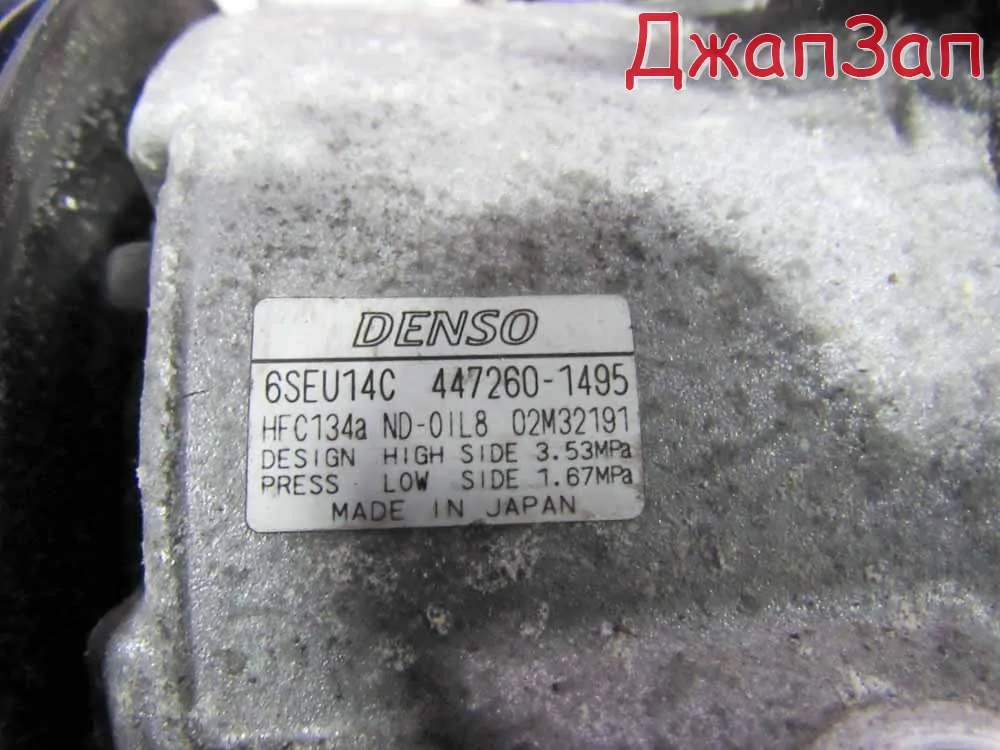 ДжапЗап
DENSO
6SEU14C 447260-1495
HFC134a ND-OIL8 02M32191
DESIGN HIGH SIDE 3.53MPa
PRESS LOW SIDE 1.67MPa
MADE IN JAPAN